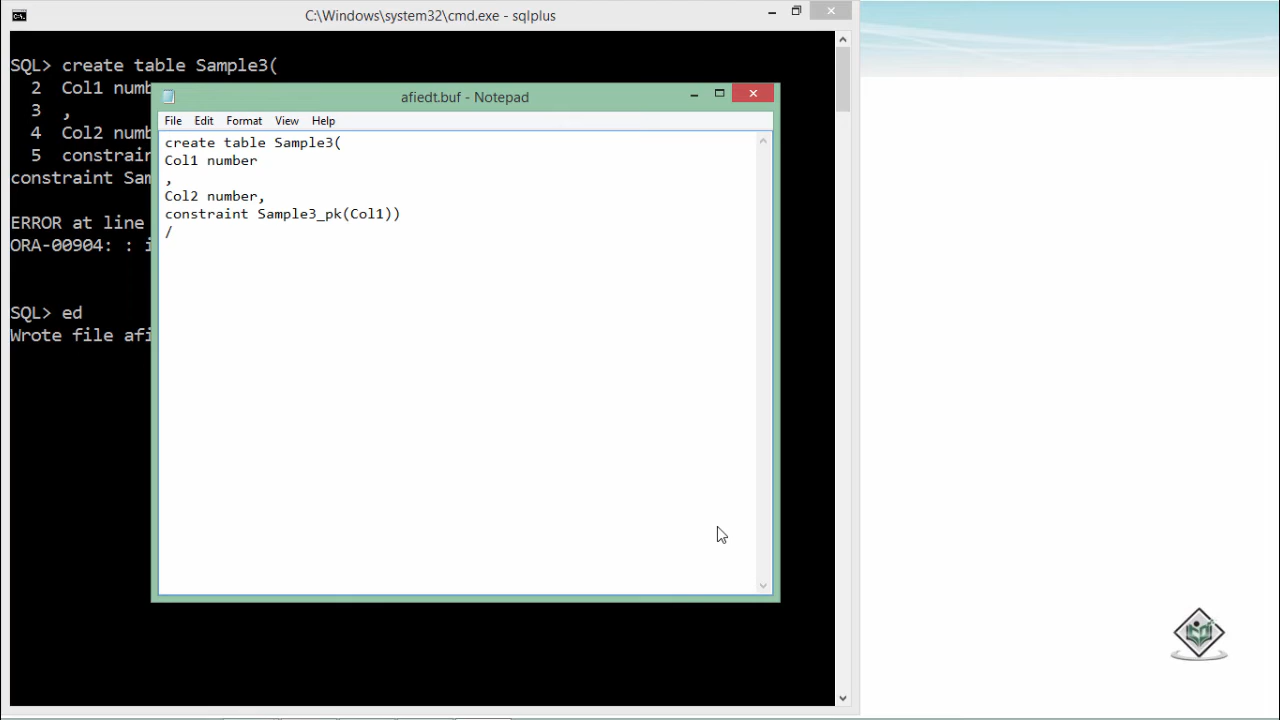 C:\Windows\system32\cmd.exe - sqlplus
SQL> create table Sample3(
2 Col1 numb
3 ,
4 Col2 numb
5 constrain
constraint Sam
ERROR at line
ORA-00904: : i
SQL> ed
Wrote file afi
afiedt.buf - Notepad
File Edit Format View Help
create table Sample3(
Col1 number
,
Col2 number,
constraint Sample3_pk(Col1))
/